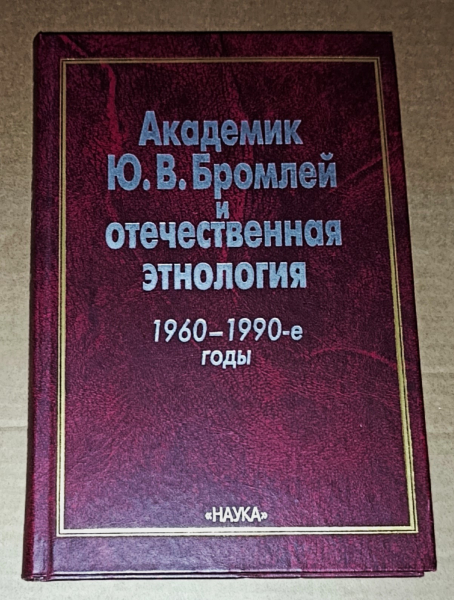 Академик
Ю. В. Бромлей
и
отечественная
этнология
1960–1990-е
годы
«НАУКА»